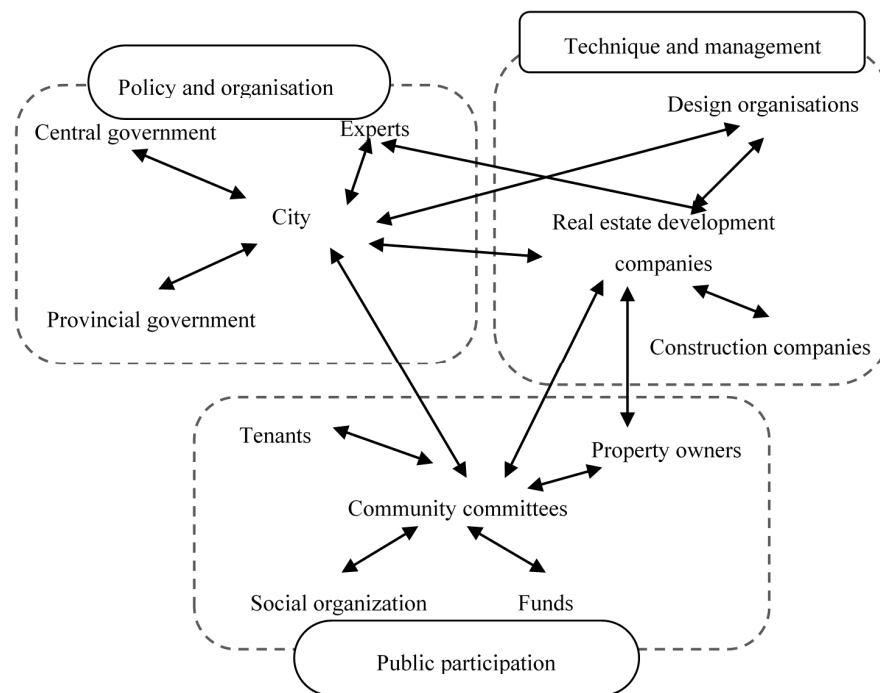 Technique and management
Policy and organisation
Design organisations
Central government
Experts
City
Real estate development
companies
Provincial government
Construction companies
Tenants
Property owners
Community committees
Social organization
Funds
Public participation